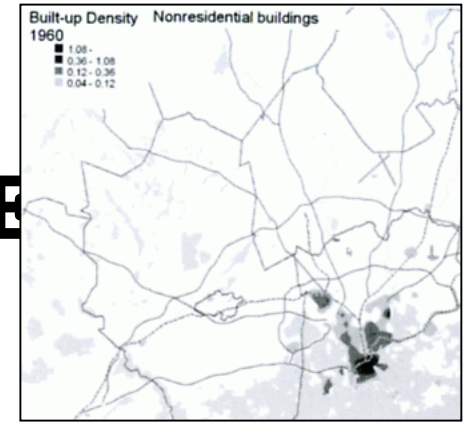 Built-up Density Nonresidential buildings
1960
1.08 -
0.36 - 1.08
0.12 - 0.36
0.04 - 0.12